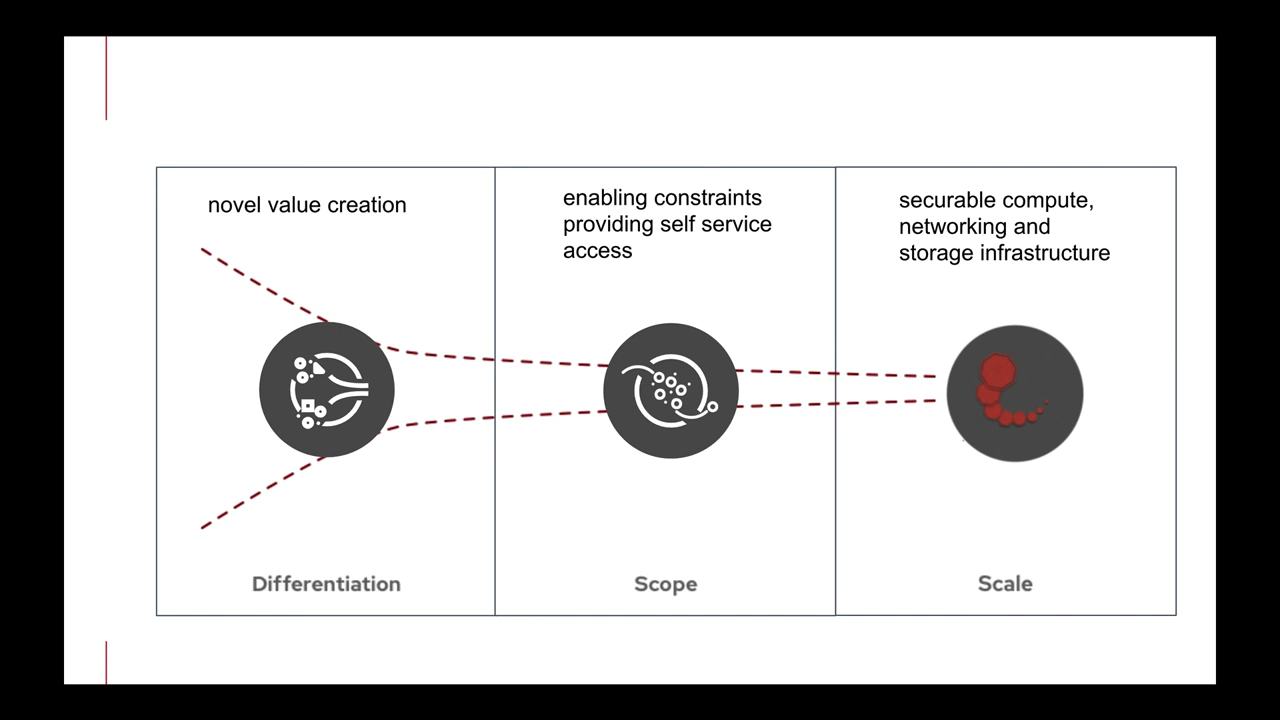 novel value creation
enabling constraints
providing self service
access
securable compute,
networking and
storage infrastructure
Differentiation
Scope
Scale